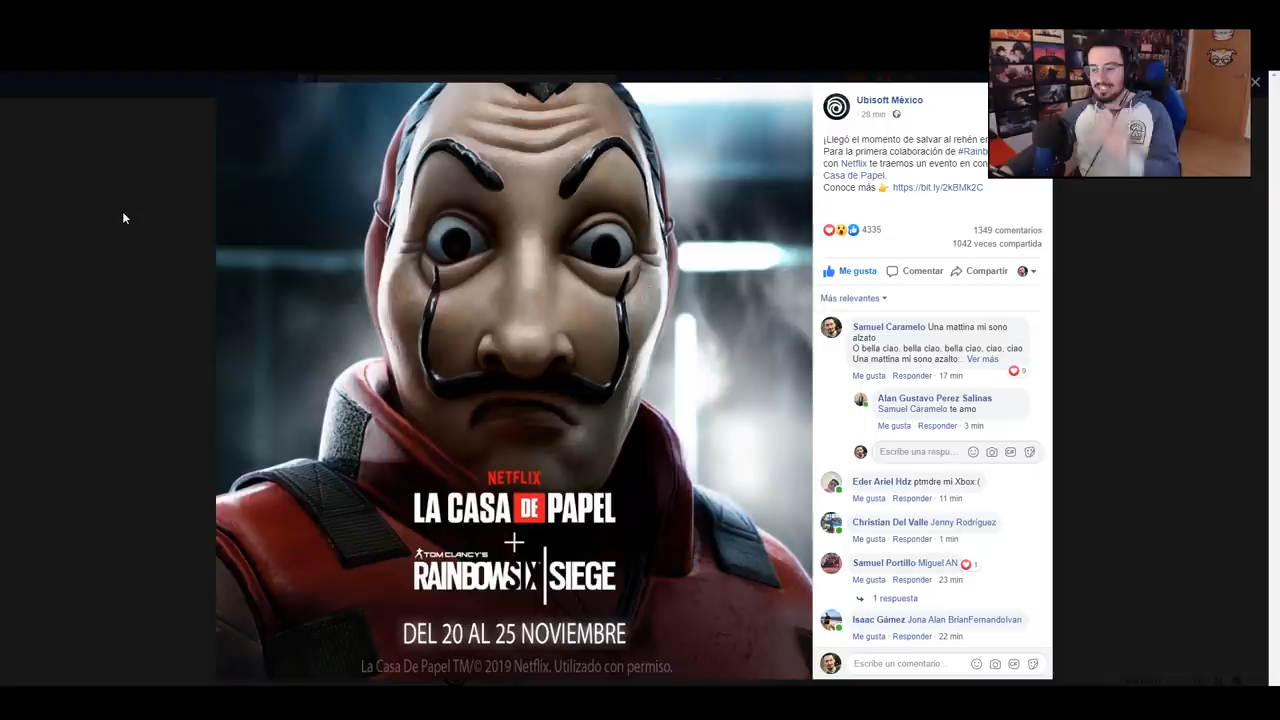 NETFLIX
LA CASA DE PAPEL
+
TOM CLANCY'S
RAINBOW SIX | SIEGE
DEL 20 AL 25 NOVIEMBRE
La Casa De Papel TM/© 2019 Netflix. Utilizado con permiso.
Ubisoft México
28 min
¡Llegó el momento de salvar al rehén
Para la primera colaboración de
con Netflix te traemos un evento en
Casa de Papel.
Conoce más 👉 https://bit.ly/2kBMk2C
4335
1349 comentarios
1042 veces compartida
Me gusta Comentar Compartir
Más relevantes
Samuel Caramelo Una mattina mi sono
alzato
O bella ciao, bella ciao, bella ciao, ciao, ciao
Una mattina mi sono azalto... Ver más
9
Me gusta Responder · 17 min
Alan Gustavo Perez Salinas
Samuel Caramelo te amo
Me gusta Responder · 3 min
Escribe una respu...
Eder Ariel Hdz ptmdre mi Xbox:(
Me gusta Responder · 11 min
Christian Del Valle Jenny Rodríguez
Me gusta Responder · 1 min
Samuel Portillo Miguel AN 1
Me gusta Responder · 23 min
1 respuesta
Isaac Gámez Jona Alan BrianFernandoIvan
Me gusta Responder · 22 min
Escribe un comentario...